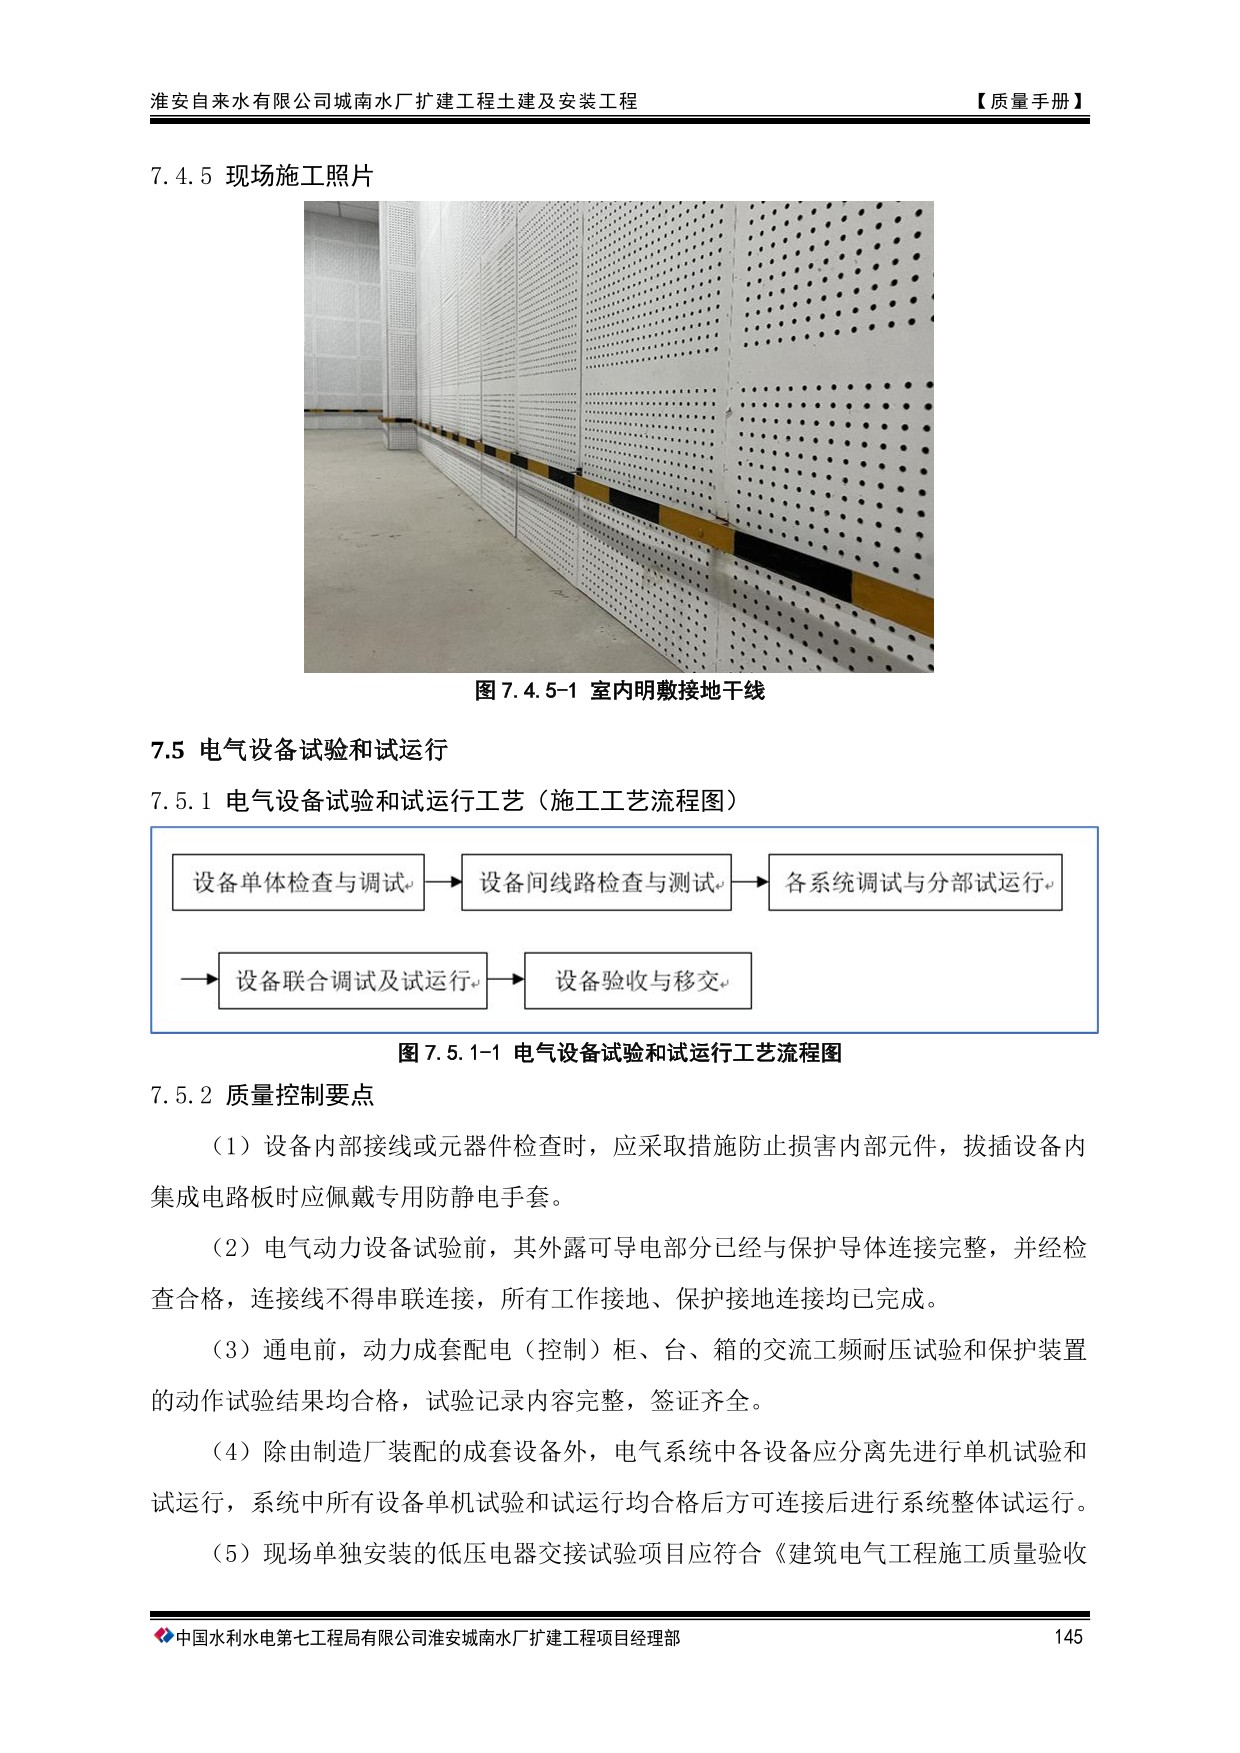 淮安自来水有限公司城南水厂扩建工程土建及安装工程 【质量手册】
7.4.5 现场施工照片
图 7.4.5-1 室内明敷接地干线
7.5 电气设备试验和试运行
7.5.1 电气设备试验和试运行工艺（施工工艺流程图）
设备单体检查与调试 设备间线路检查与测试 各系统调试与分部试运行
设备联合调试及试运行 设备验收与移交
图 7.5.1-1 电气设备试验和试运行工艺流程图
7.5.2 质量控制要点
（1）设备内部接线或元器件检查时，应采取措施防止损害内部元件，拔插设备内
集成电路板时应佩戴专用防静电手套。
（2）电气动力设备试验前，其外露可导电部分已经与保护导体连接完整，并经检
查合格，连接线不得串联连接，所有工作接地、保护接地连接均已完成。
（3）通电前，动力成套配电（控制）柜、台、箱的交流工频耐压试验和保护装置
的动作试验结果均合格，试验记录内容完整，签证齐全。
（4）除由制造厂装配的成套设备外，电气系统中各设备应分离先进行单机试验和
试运行，系统中所有设备单机试验和试运行均合格后方可连接后进行系统整体试运行。
（5）现场单独安装的低压电器交接试验项目应符合《建筑电气工程施工质量验收
中国水利水电第七工程局有限公司淮安城南水厂扩建工程项目经理部 145